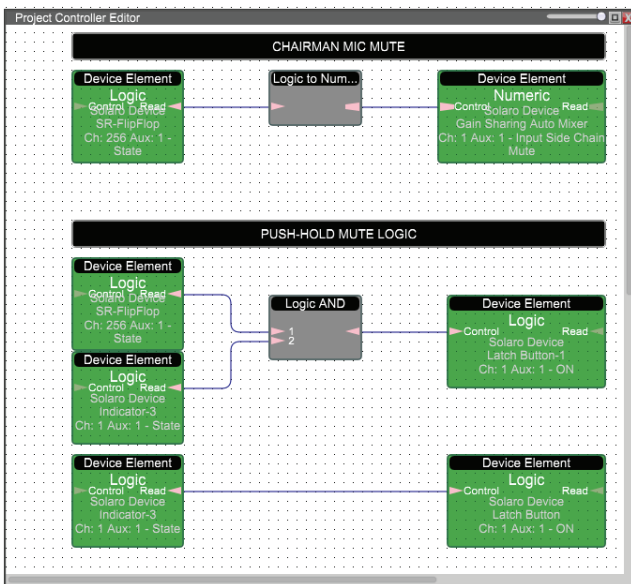 Project Controller Editor
CHAIRMAN MIC MUTE
Device Element
Logic
Control Read
Solaro Device
SR-FlipFlop
Ch: 256 Aux: 1 -
State
Logic to Num...
Device Element
Numeric
Control Read
Solaro Device
Gain Sharing Auto Mixer
Ch: 1 Aux: 1 - Input Side Chain
Mute
PUSH-HOLD MUTE LOGIC
Device Element
Logic
Control Read
Solaro Device
SR-FlipFlop
Ch: 256 Aux: 1 -
State
Logic AND
1
2
Device Element
Logic
Control Read
Solaro Device
Latch Button-1
Ch: 1 Aux: 1 - ON
Device Element
Logic
Control Read
Solaro Device
Indicator-3
Ch: 1 Aux: 1 - State
Device Element
Logic
Control Read
Solaro Device
Indicator-3
Ch: 1 Aux: 1 - State
Device Element
Logic
Control Read
Solaro Device
Latch Button
Ch: 1 Aux: 1 - ON